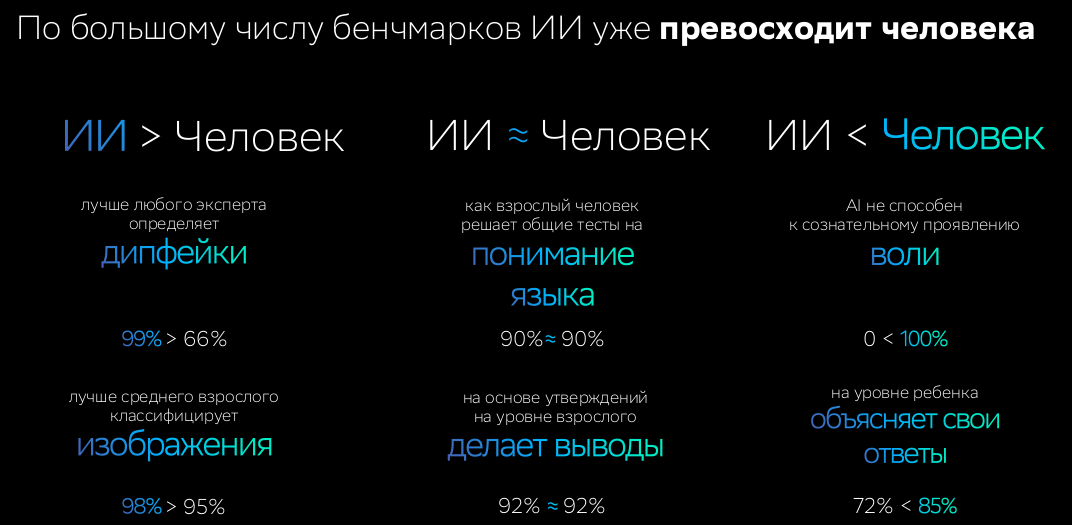 По большому числу бенчмарков ИИ уже превосходит человека
ИИ > Человек
лучше любого эксперта
определяет
дипфейки
99% > 66%
лучше среднего взрослого
классифицирует
изображения
98% > 95%
ИИ ≈ Человек
как взрослый человек
решает общие тесты на
понимание
языка
90% ≈ 90%
на основе утверждений
на уровне взрослого
делает выводы
92% ≈ 92%
ИИ < Человек
AI не способен
к сознательному проявлению
воли
0 < 100%
на уровне ребенка
объясняет свои
ответы
72% < 85%